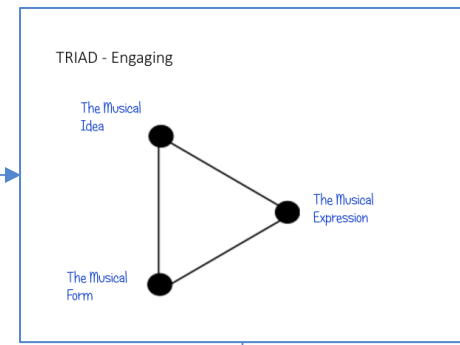 TRIAD - Engaging
The Musical
Idea
The Musical
Expression
The Musical
Form